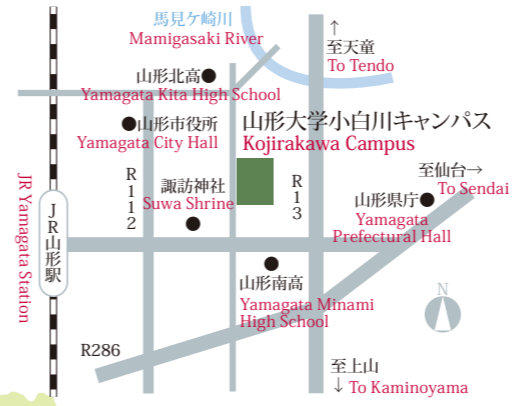 馬見ケ崎川
Mamigasaki River
↑
至天童
To Tendo
山形北高
Yamagata Kita High School
山形市役所
Yamagata City Hall
山形大学小白川キャンパス
Kojirakawa Campus
R112
諏訪神社
Suwa Shrine
R13
至仙台→
To Sendai
山形県庁
Yamagata
Prefectural Hall
JR Yamagata Station
JR山形駅
山形南高
Yamagata Minami
High School
N
R286
至上山
↓ To Kaminoyama